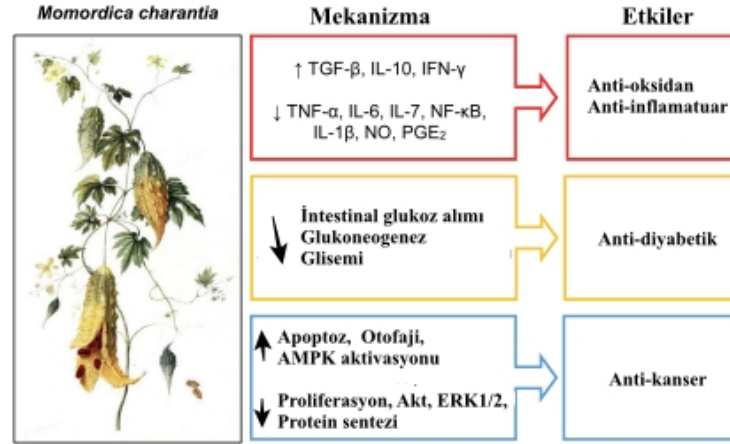 Momordica charantia
Mekanizma
Etkiler
↑ TGF-β, IL-10, IFN-γ
↓ TNF-α, IL-6, IL-7, NF-κB,
IL-1β, NO, PGE₂
Anti-oksidan
Anti-inflamatuar
İntestinal glukoz alımı
Glukoneogenez
Glisemi
Anti-diyabetik
Apoptoz, Otofaji,
AMPK aktivasyonu
Proliferasyon, Akt, ERK1/2,
Protein sentezi
Anti-kanser